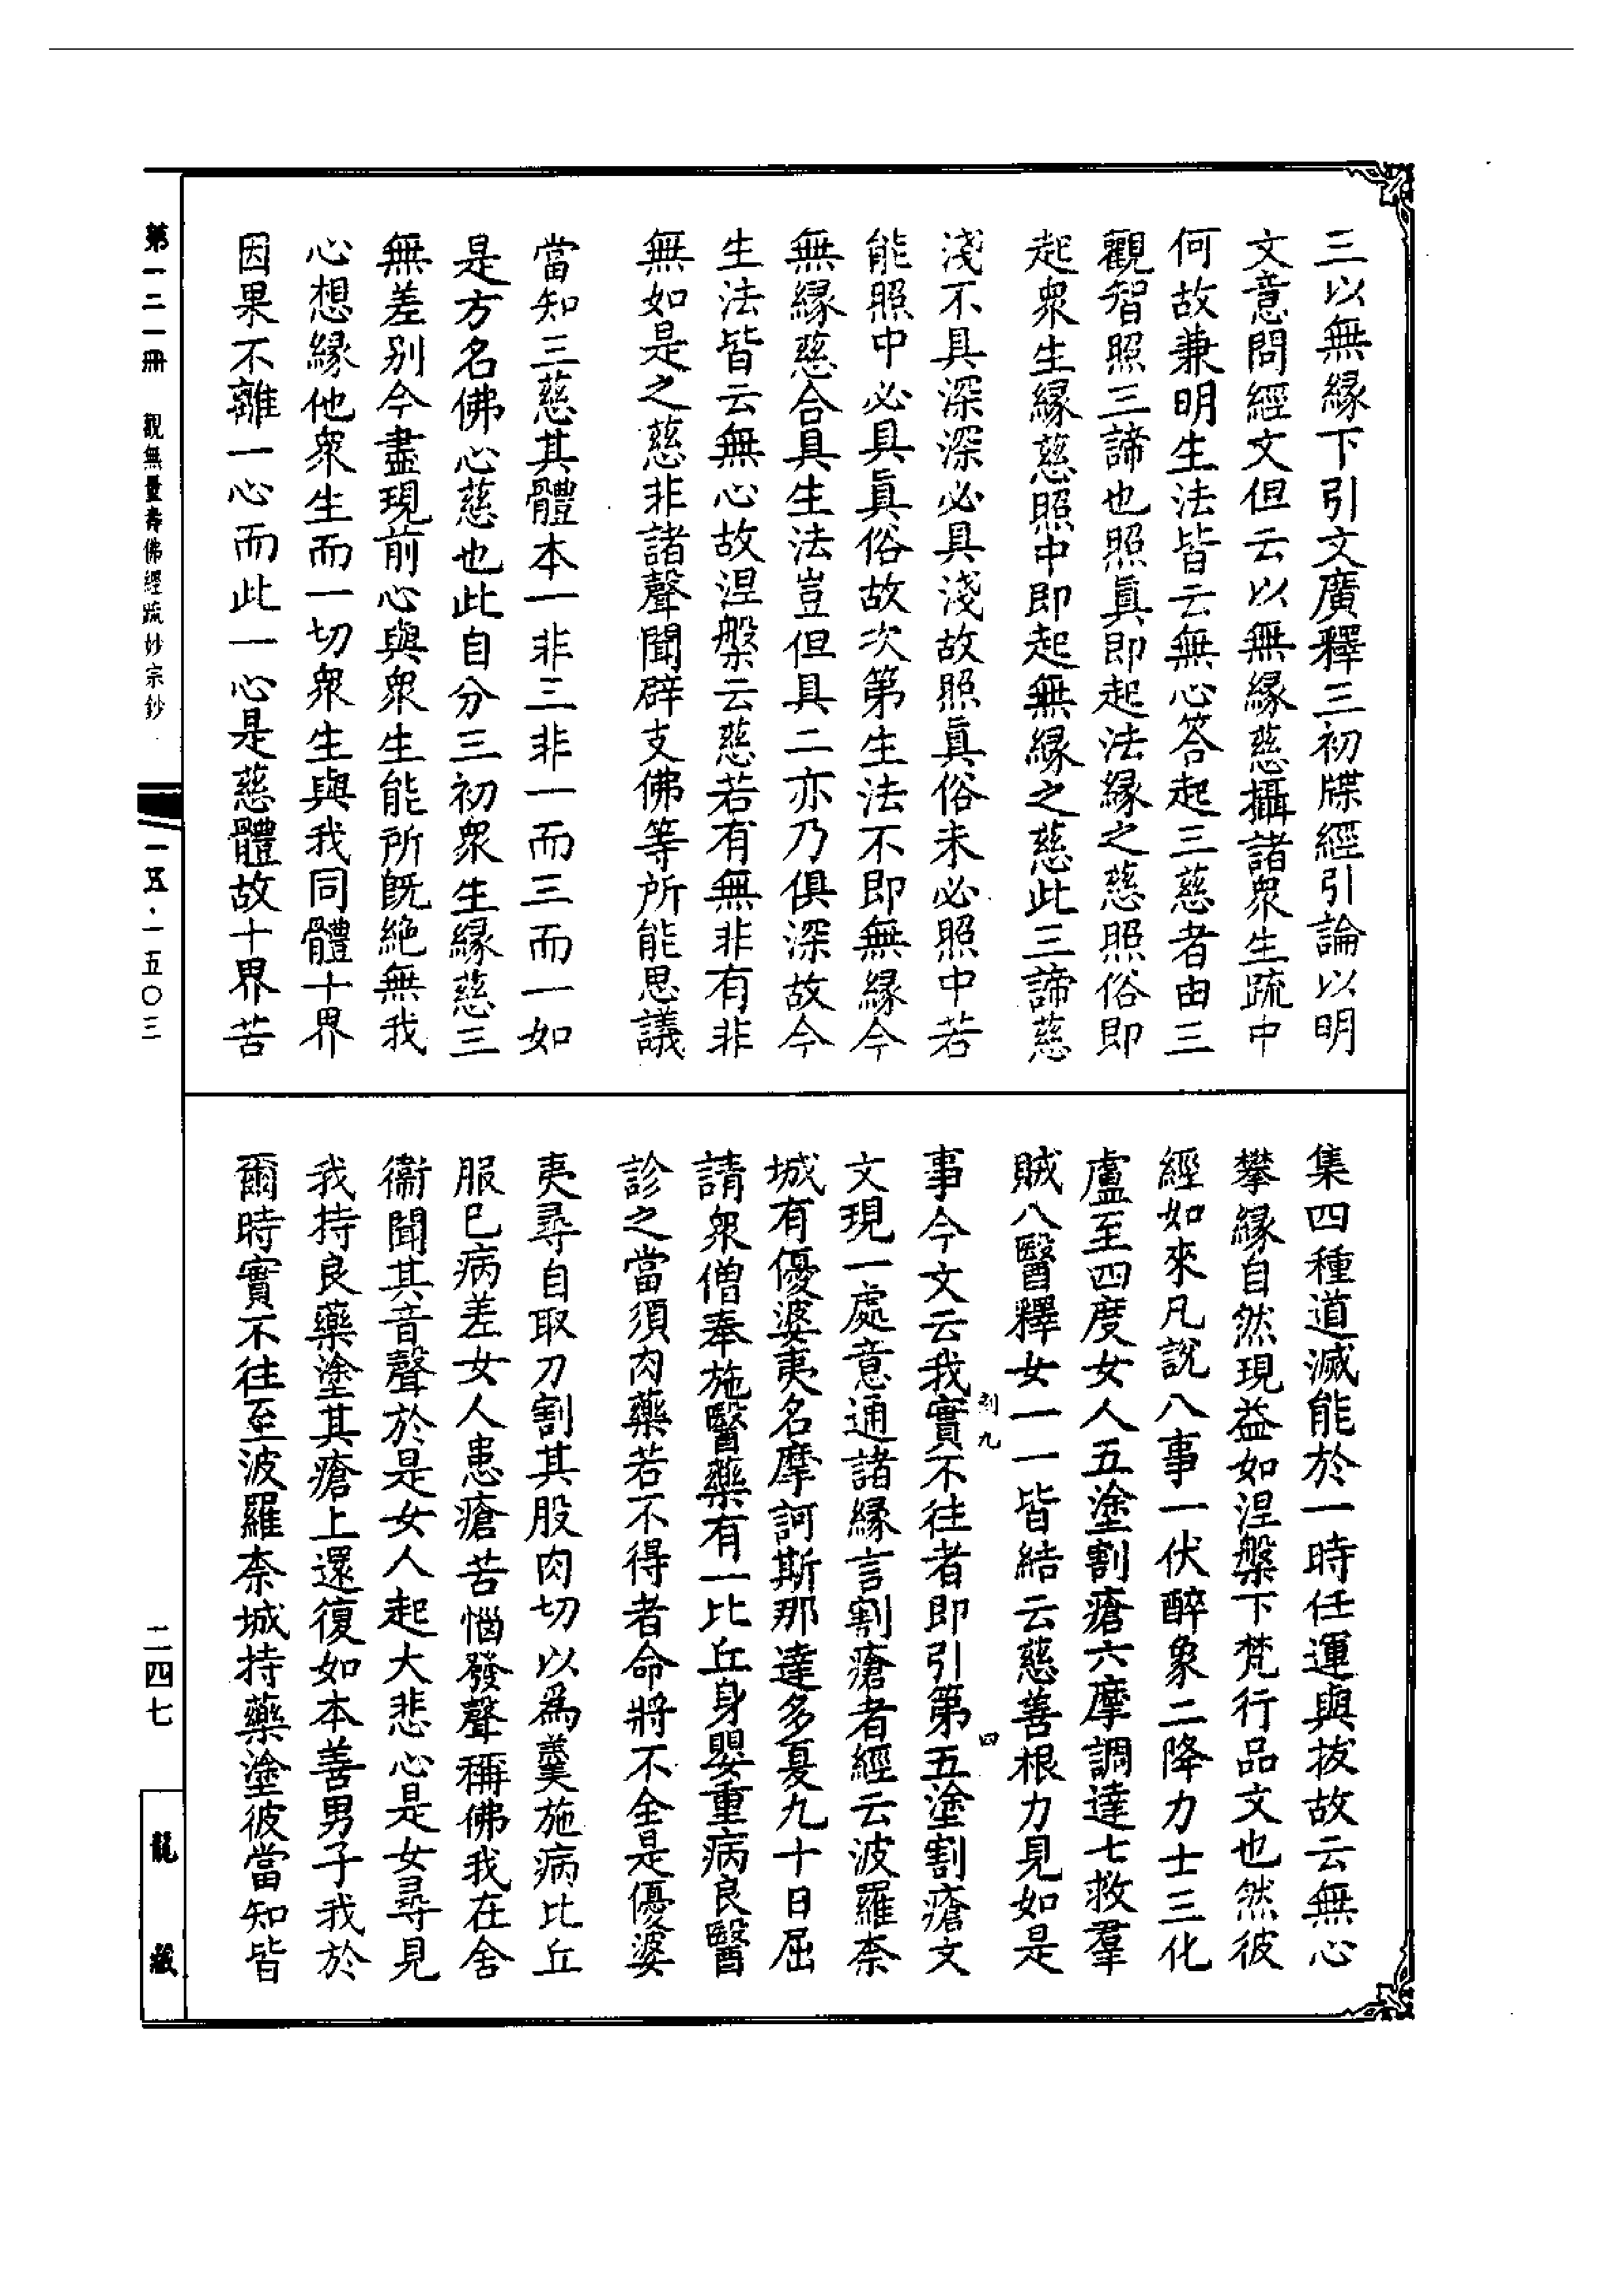 三以無緣下引文廣釋三初牒經引論以明
文意問經文但云以無緣慈攝諸衆生疏中
何故兼明生法皆云無心答起三慈者由三
觀智照三諦也照眞即起法緣之慈照俗即
起衆生緣慈照中即起無緣之慈此三諦慈
淺不具深深必具淺故照眞俗未必照中若
能照中必具眞俗故次第生法不即無緣今
無緣慈合具生法豈但具二亦乃俱深故今
生法皆云無心故涅槃云慈若有無非有非
無如是之慈非諸聲聞辟支佛等所能思議
當知三慈其體本一非三非一而三而一如
是方名佛心慈也此自分三初衆生緣慈三
無差別今盡現前心與衆生能所旣絶無我
心想緣他衆生而一切衆生與我同體十界
因果不離一心而此一心是慈體故十界苦
集四種道滅能於一時任運與拔故云無心
攀緣自然現益如涅槃下梵行品文也然彼
經如來凡說八事一伏醉象二降力士三化
盧至四度女人五塗割瘡六摩調達七救羣
賊八醫釋女一一皆結云慈善根力見如是
刻九
四
事今文云我實不往者即引第五塗割瘡文
文現一處意通諸緣言割瘡者經云波羅柰
城有優婆夷名摩訶斯那達多夏九十日屈
請衆僧奉施醫藥有一比丘身嬰重病良醫
診之當須肉藥若不得者命將不全是優婆
夷尋自取刀割其股肉切以爲羹施病比丘
服已病差女人患瘡苦惱發聲稱佛我在舍
衞聞其音聲於是女人起大悲心是女尋見
我持良藥塗其瘡上還復如本善男子我於
爾時實不往至波羅柰城持藥塗彼當知皆
第一二一冊　觀無量壽佛經疏妙宗鈔
一五·一五〇三
二四七
龍藏